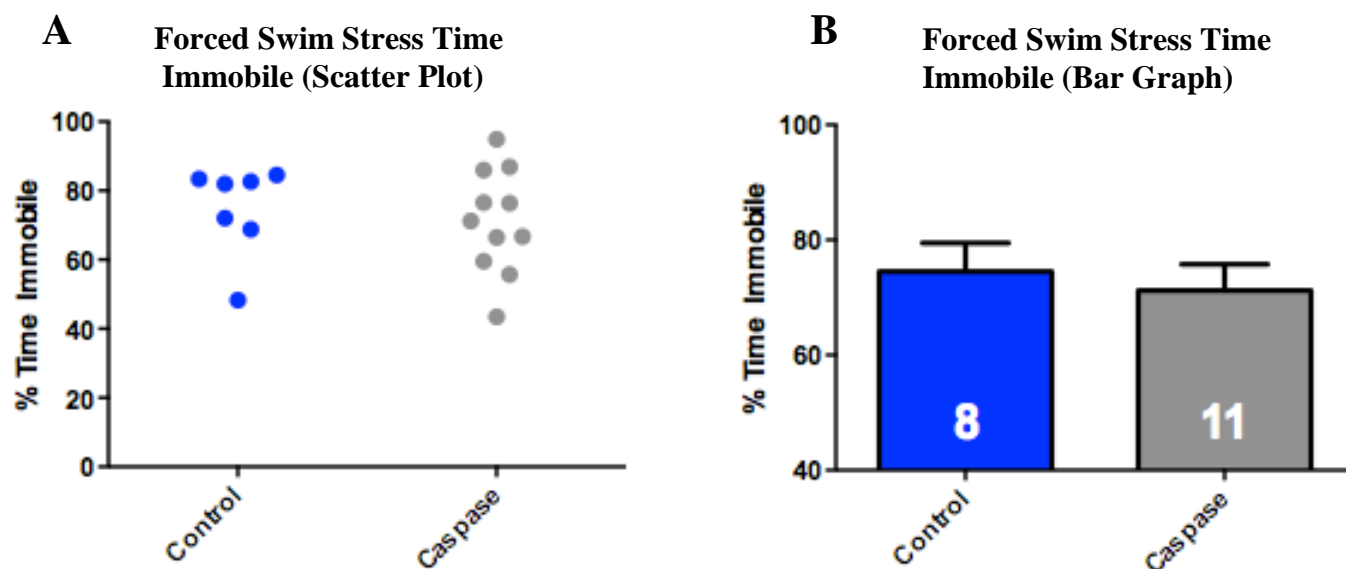 A
Forced Swim Stress Time
Immobile (Scatter Plot)
% Time Immobile
100
80
60
40
20
0
Control
Caspase
B
Forced Swim Stress Time
Immobile (Bar Graph)
% Time Immobile
100
80
60
40
8
11
Control
Caspase